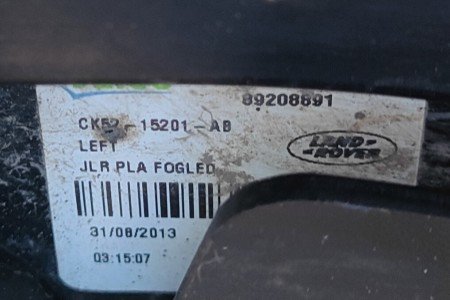 89208891
CK52-15201-AB
LEFT
LAND-
-ROVER
JLR PLA FOGLED
31/08/2013
03:15:07